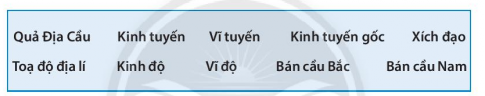 Quả Địa Cầu Kinh tuyến Vĩ tuyến Kinh tuyến gốc Xích đạo
Toạ độ địa lí Kinh độ Vĩ độ Bán cầu Bắc Bán cầu Nam